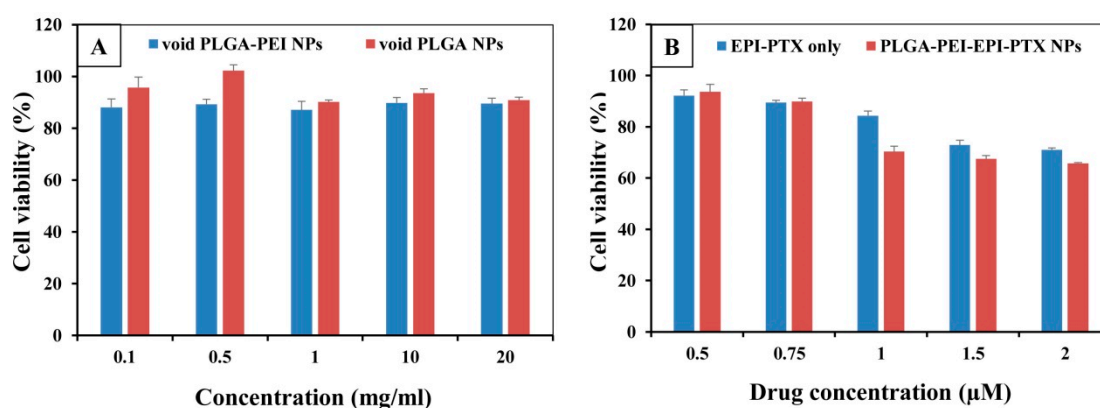 A
void PLGA-PEI NPs
void PLGA NPs
Cell viability (%)
120
100
80
60
40
20
0
0.1 0.5 1 10 20
Concentration (mg/ml)
B
EPI-PTX only
PLGA-PEI-EPI-PTX NPs
Cell viability (%)
120
100
80
60
40
20
0
0.5 0.75 1 1.5 2
Drug concentration (µM)